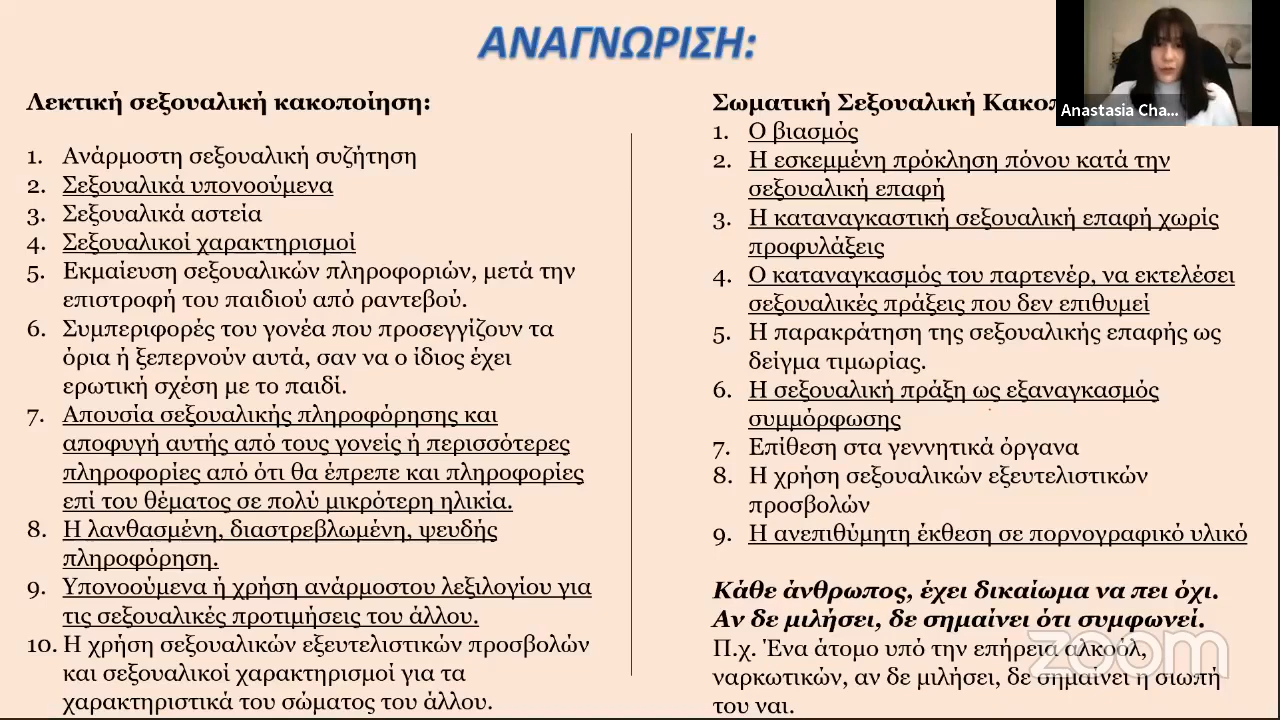 ΑΝΑΓΝΩΡΙΣΗ:
Λεκτική σεξουαλική κακοποίηση:
1. Ανάρμοστη σεξουαλική συζήτηση
2. Σεξουαλικά υπονοούμενα
3. Σεξουαλικά αστεία
4. Σεξουαλικοί χαρακτηρισμοί
5. Εκμαίευση σεξουαλικών πληροφοριών, μετά την
επιστροφή του παιδιού από ραντεβού.
6. Συμπεριφορές του γονέα που προσεγγίζουν τα
όρια ή ξεπερνούν αυτά, σαν να ο ίδιος έχει
ερωτική σχέση με το παιδί.
7. Απουσία σεξουαλικής πληροφόρησης και
αποφυγή αυτής από τους γονείς ή περισσότερες
πληροφορίες από ότι θα έπρεπε και πληροφορίες
επί του θέματος σε πολύ μικρότερη ηλικία.
8. Η λανθασμένη, διαστρεβλωμένη, ψευδής
πληροφόρηση.
9. Υπονοούμενα ή χρήση ανάρμοστου λεξιλογίου για
τις σεξουαλικές προτιμήσεις του άλλου.
10. Η χρήση σεξουαλικών εξευτελιστικών προσβολών
και σεξουαλικοί χαρακτηρισμοί για τα
χαρακτηριστικά του σώματος του άλλου.
Σωματική Σεξουαλική
1. Ο βιασμός
2. Η εσκεμμένη πρόκληση πόνου κατά την
σεξουαλική επαφή
3. Η καταναγκαστική σεξουαλική επαφή χωρίς
προφυλάξεις
4. Ο καταναγκασμός του παρτενέρ, να εκτελέσει
σεξουαλικές πράξεις που δεν επιθυμεί
5. Η παρακράτηση της σεξουαλικής επαφής ως
δείγμα τιμωρίας.
6. Η σεξουαλική πράξη ως εξαναγκασμός
συμμόρφωσης
7. Επίθεση στα γεννητικά όργανα
8. Η χρήση σεξουαλικών εξευτελιστικών
προσβολών
9. Η ανεπιθύμητη έκθεση σε πορνογραφικό υλικό
Κάθε άνθρωπος, έχει δικαίωμα να πει όχι.
Αν δε μιλήσει, δε σημαίνει ότι συμφωνεί.
Π.χ. Ένα άτομο υπό την επήρεια αλκοόλ,
ναρκωτικών, αν δε μιλήσει, δε σημαίνει η σιωπή
του ναι.
Anastasia Cha...
zoom